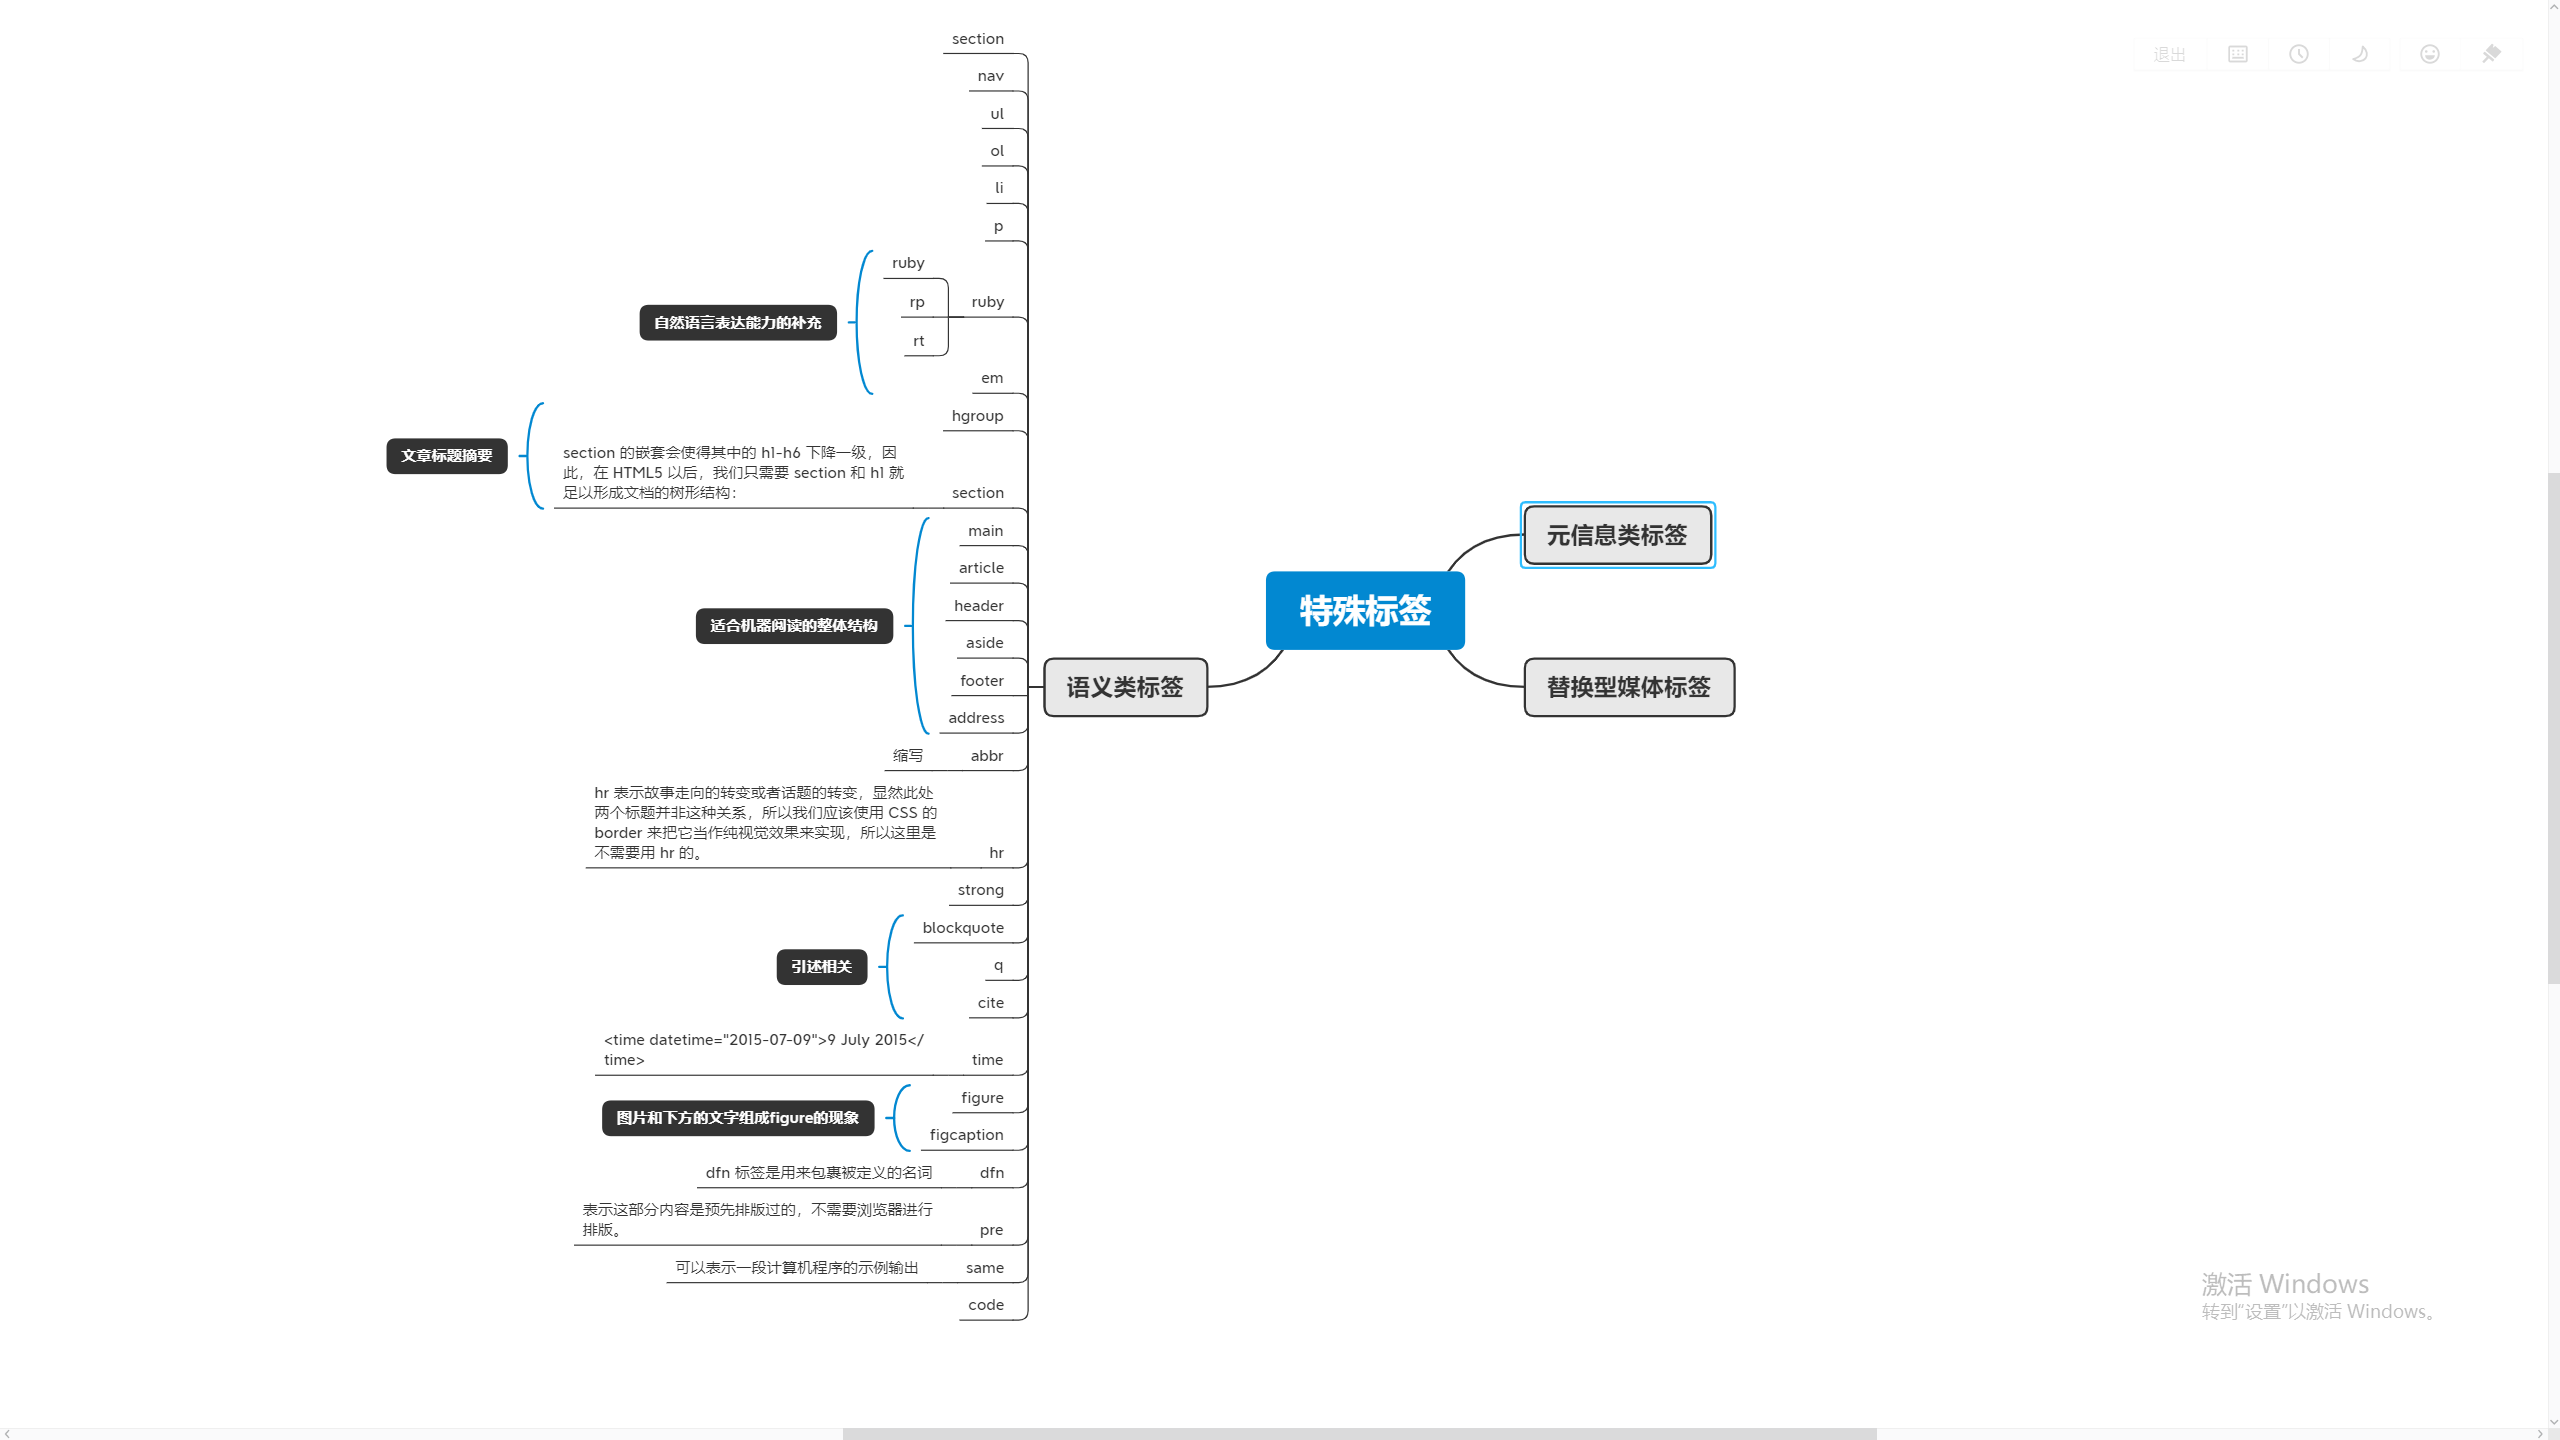 section
nav
ul
ol
li
p
ruby
rp
rt
ruby
自然语言表达能力的补充
em
hgroup
section 的嵌套会使得其中的 h1-h6 下降一级，因
此，在 HTML5 以后，我们只需要 section 和 h1 就
足以形成文档的树形结构：
section
文章标题摘要
main
article
header
aside
footer
address
适合机器阅读的整体结构
缩写
abbr
hr 表示故事走向的转变或者话题的转变，显然此处
两个标题并非这种关系，所以我们应该使用 CSS 的
border 来把它当作纯视觉效果来实现，所以这里是
不需要用 hr 的。
hr
strong
blockquote
q
cite
引述相关
<time datetime="2015-07-09">9 July 2015</
time>
time
figure
figcaption
图片和下方的文字组成figure的现象
dfn 标签是用来包裹被定义的名词
dfn
表示这部分内容是预先排版过的，不需要浏览器进行
排版。
pre
可以表示一段计算机程序的示例输出
same
code
语义类标签
特殊标签
元信息类标签
替换型媒体标签
退出
激活 Windows
转到“设置”以激活 Windows。